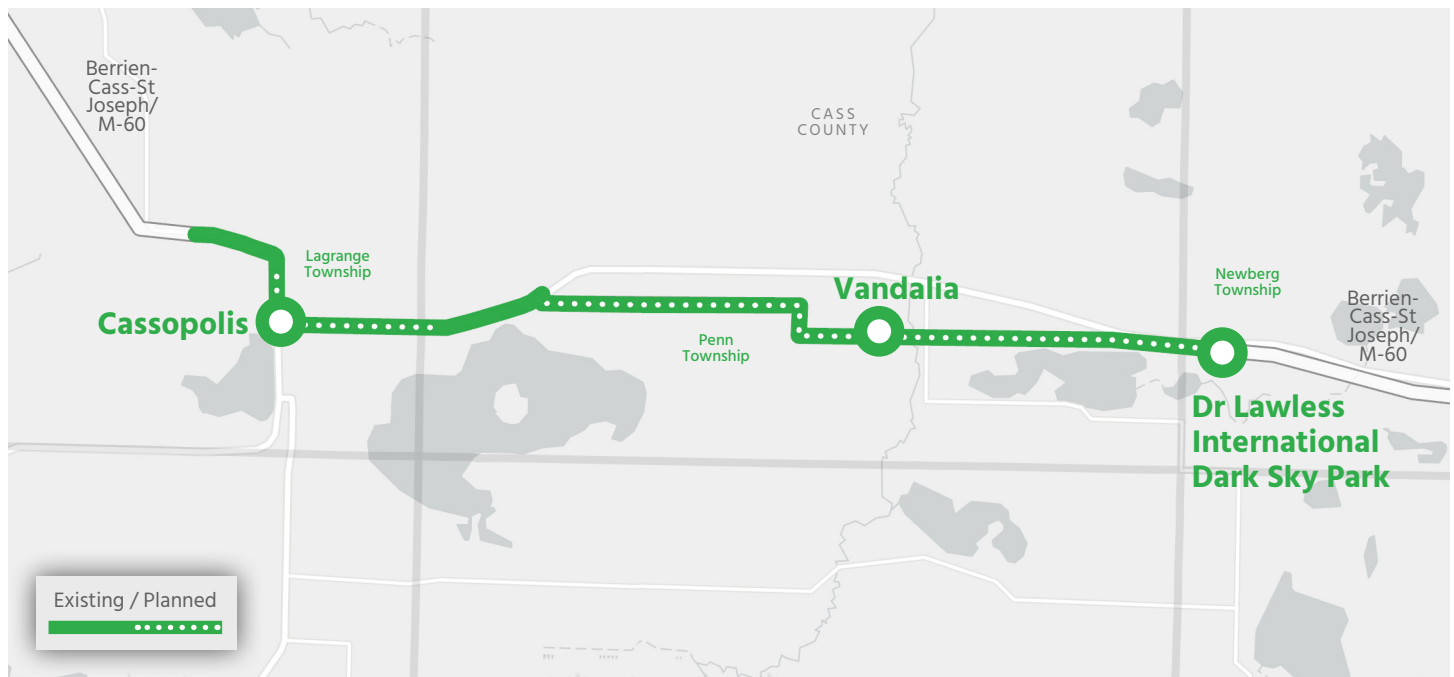 Berrien-
Cass-St
Joseph/
M-60
CASS
COUNTY
Lagrange
Township
Cassopolis
Vandalia
Penn
Township
Newberg
Township
Berrien-
Cass-St
Joseph/
M-60
Dr Lawless
International
Dark Sky Park
Existing / Planned